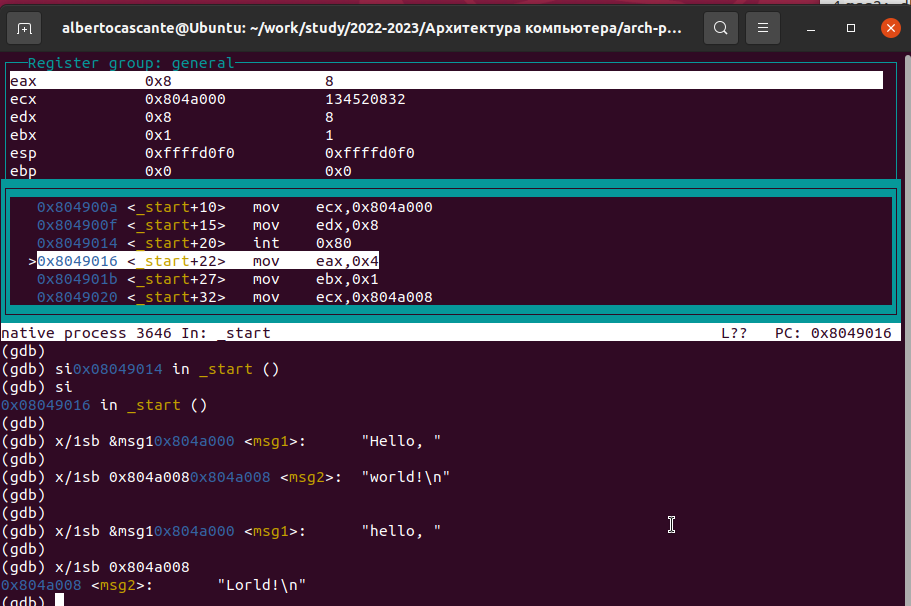 albertocascante@Ubuntu: ~/work/study/2022-2023/Архитектура компьютера/arch-p...
Register group: general
eax 0x8 8
ecx 0x804a000 134520832
edx 0x8 8
ebx 0x1 1
esp 0xffffd0f0 0xffffd0f0
ebp 0x0 0x0
0x804900a <_start+10> mov ecx,0x804a000
0x804900f <_start+15> mov edx,0x8
0x8049014 <_start+20> int 0x80
>0x8049016 <_start+22> mov eax,0x4
0x804901b <_start+27> mov ebx,0x1
0x8049020 <_start+32> mov ecx,0x804a008
native process 3646 In: _start L?? PC: 0x8049016
(gdb)
(gdb) si0x08049014 in _start ()
(gdb) si
0x08049016 in _start ()
(gdb)
(gdb) x/1sb &msg10x804a000 <msg1>: "Hello, "
(gdb)
(gdb) x/1sb 0x804a0080x804a008 <msg2>: "world!\n"
(gdb)
(gdb)
(gdb) x/1sb &msg10x804a000 <msg1>: "hello, "
(gdb)
(gdb) x/1sb 0x804a008
0x804a008 <msg2>: "Lorld!\n"
(gdb)